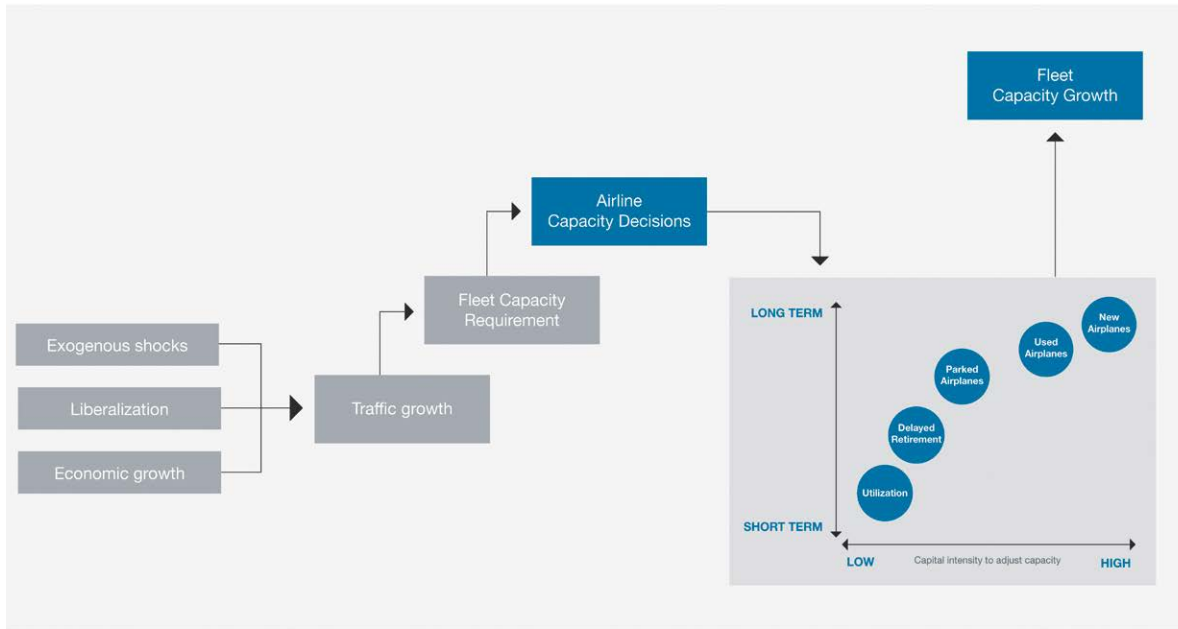 Fleet
Capacity Growth
Airline
Capacity Decisions
Fleet Capacity
Requirement
Exogenous shocks
Liberalization
Economic growth
Traffic growth
LONG TERM
SHORT TERM
New
Airplanes
Used
Airplanes
Parked
Airplanes
Delayed
Retirement
Utilization
LOW
Capital intensity to adjust capacity
HIGH